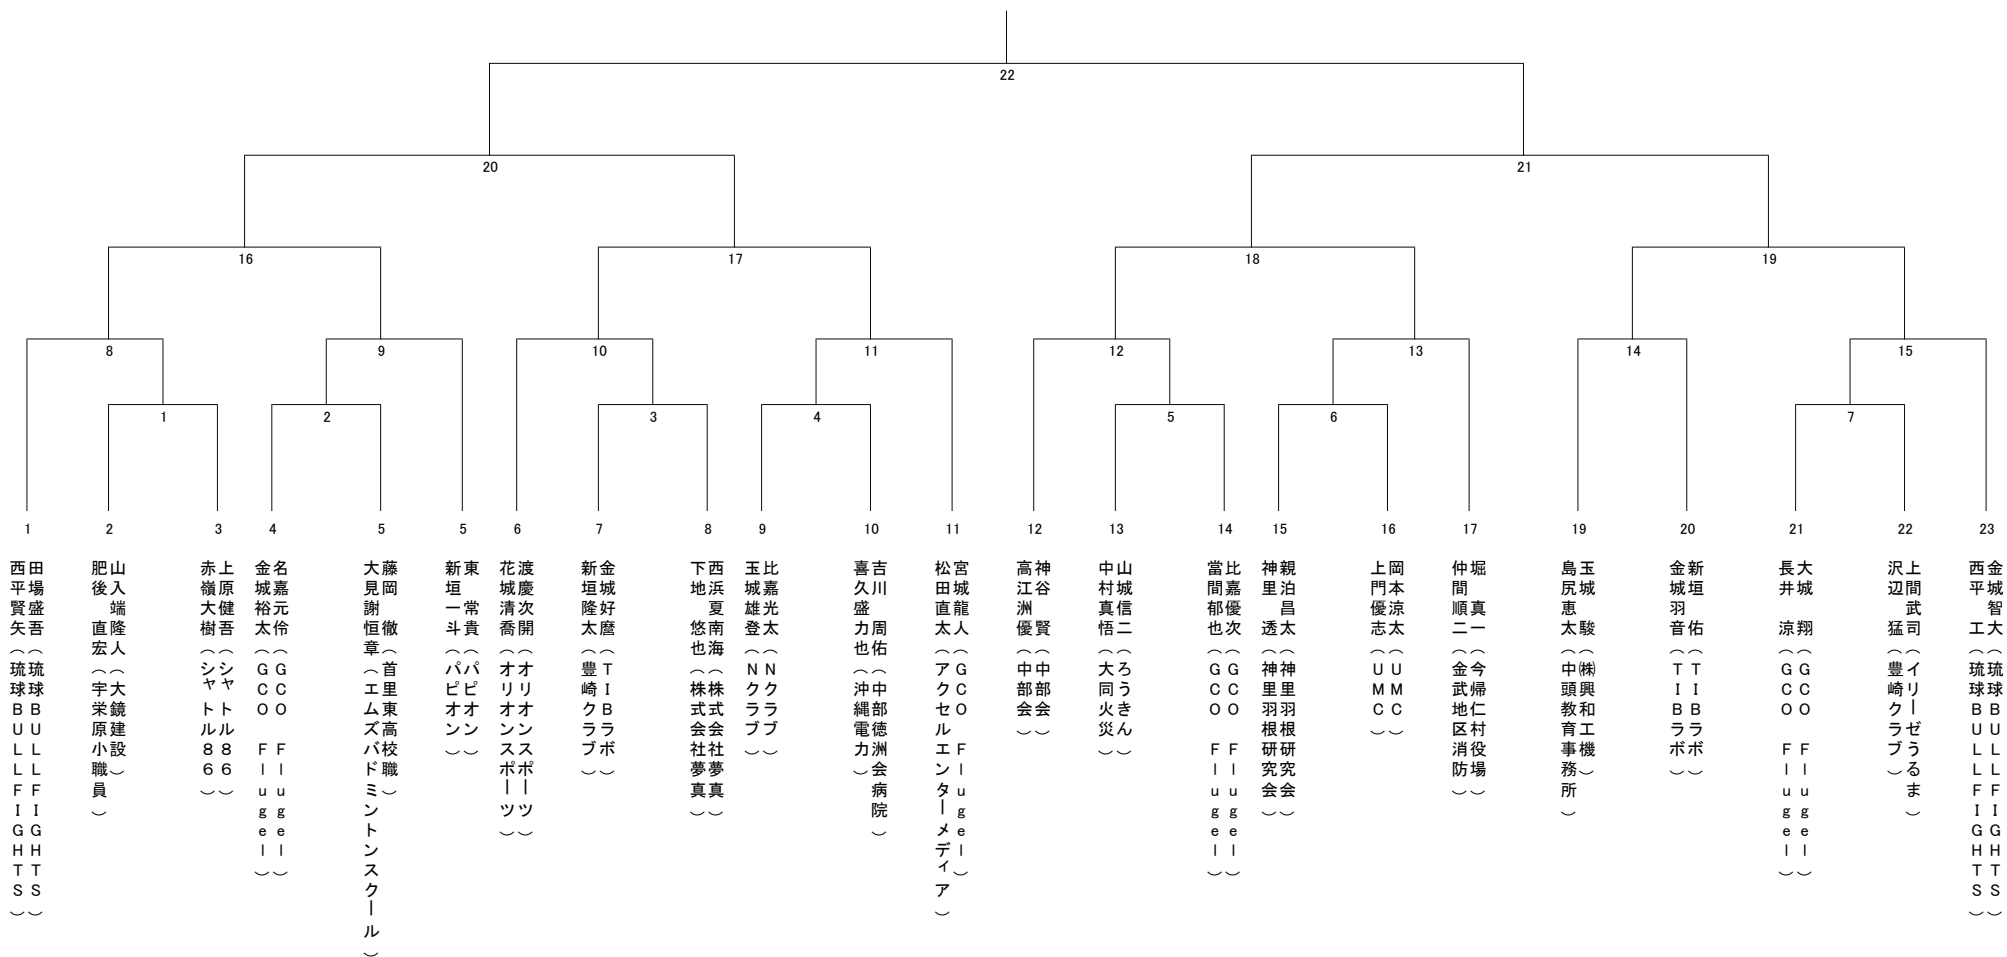 22
20
21
16
17
18
19
8
9
10
11
12
13
14
15
1
2
3
4
5
6
7
1
2
3
4
5
5
6
7
8
9
10
11
12
13
14
15
16
17
19
20
21
22
23
田場盛吾（琉球ＢＵＬＬＦＩＧＨＴＳ）
西平賢矢（琉球ＢＵＬＬＦＩＧＨＴＳ）
山入端隆人（大鏡建設）
肥後　直宏（宇栄原小職員）
上原健吾（シャトル８６）
赤嶺大樹（シャトル８６）
名嘉元伶（ＧＣＯ　Ｆｌｕｇｅｌ）
金城裕太（ＧＣＯ　Ｆｌｕｇｅｌ）
藤岡　徹（首里東高校職）
大見謝恒章（エムズバドミントンスクール）
東　常貴（パピオン）
新垣一斗（パピオン）
渡慶次開（オリオンスポーツ）
花城清喬（オリオンスポーツ）
金城好麿（ＴＩＢラボ）
新垣隆太（豊崎クラブ）
西浜夏南海（株式会社夢真）
下地　悠也（株式会社夢真）
比嘉光太（Ｎクラブ）
玉城雄登（Ｎクラブ）
吉川　周佑（中部徳洲会病院）
喜久盛力也（沖縄電力）
宮城龍人（ＧＣＯ　Ｆｌｕｇｅｌ）
松田直太（アクセルエンターメディア）
神谷　賢（中部会）
高江洲優（中部会）
山城信二（ろうきん）
中村真悟（大同火災）
比嘉優次（ＧＣＯ　Ｆｌｕｇｅｌ）
當間郁也（ＧＣＯ　Ｆｌｕｇｅｌ）
親泊昌太（神里羽根研究会）
神里　透（神里羽根研究会）
岡本涼太（ＵＭＣ）
上門優志（ＵＭＣ）
堀　真一（今帰仁村役場）
仲間順二（金武地区消防）
玉城　駿（㈱興和工機）
島尻恵太（中頭教育事務所）
新垣　佑（ＴＩＢラボ）
金城羽音（ＴＩＢラボ）
大城　翔（ＧＣＯ　Ｆｌｕｇｅｌ）
長井　涼（ＧＣＯ　Ｆｌｕｇｅｌ）
上間武司（イリーゼうるま）
沢辺　猛（豊崎クラブ）
金城智大（琉球ＢＵＬＬＦＩＧＨＴＳ）
西平　工（琉球ＢＵＬＬＦＩＧＨＴＳ）